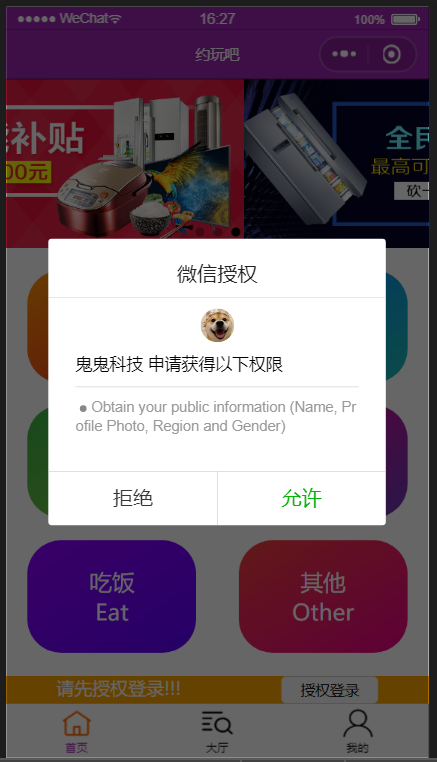 WeChat 16:27 100%
约玩吧
能补贴
00元
全民
最高可
砍一
微信授权
鬼鬼科技 申请获得以下权限
Obtain your public information (Name, Pr
ofile Photo, Region and Gender)
拒绝 允许
吃饭 其他
Eat Other
请先授权登录!!! 授权登录
首页 大厅 我的